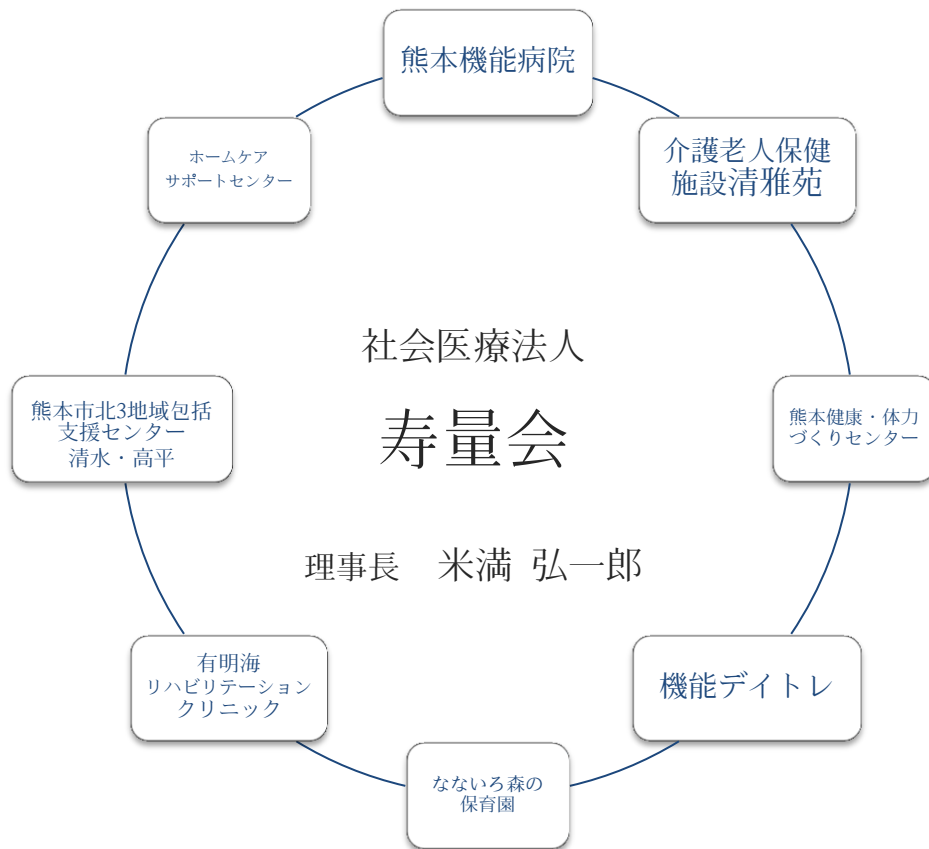 熊本機能病院
介護老人保健
施設清雅苑
熊本健康・体力
づくりセンター
機能デイトレ
なないろ森の
保育園
有明海
リハビリテーション
クリニック
熊本市北3地域包括
支援センター
清水・高平
ホームケア
サポートセンター
社会医療法人
寿量会
理事長　米満 弘一郎